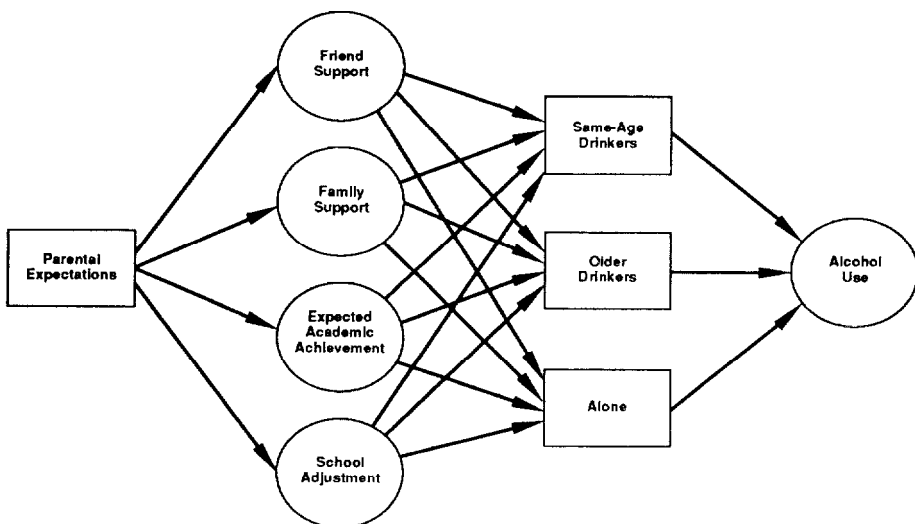 Friend
Support
Same-Age
Drinkers
Family
Support
Parental
Expectations
Older
Drinkers
Alcohol
Use
Expected
Academic
Achievement
Alone
School
Adjustment